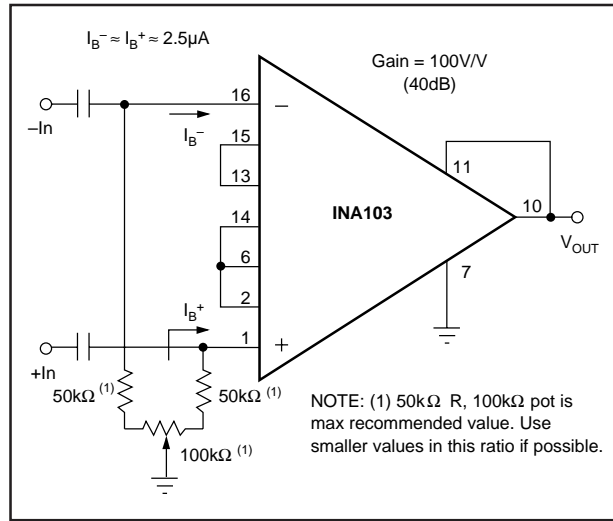 I_B⁻ ≈ I_B⁺ ≈ 2.5µA
Gain = 100V/V
(40dB)
–In
16
–
I_B⁻
15
13
11
INA103
10
V_OUT
14
6
2
7
I_B⁺
1
+
+In
50kΩ (1)
50kΩ (1)
100kΩ (1)
NOTE: (1) 50kΩ R, 100kΩ pot is
max recommended value. Use
smaller values in this ratio if possible.